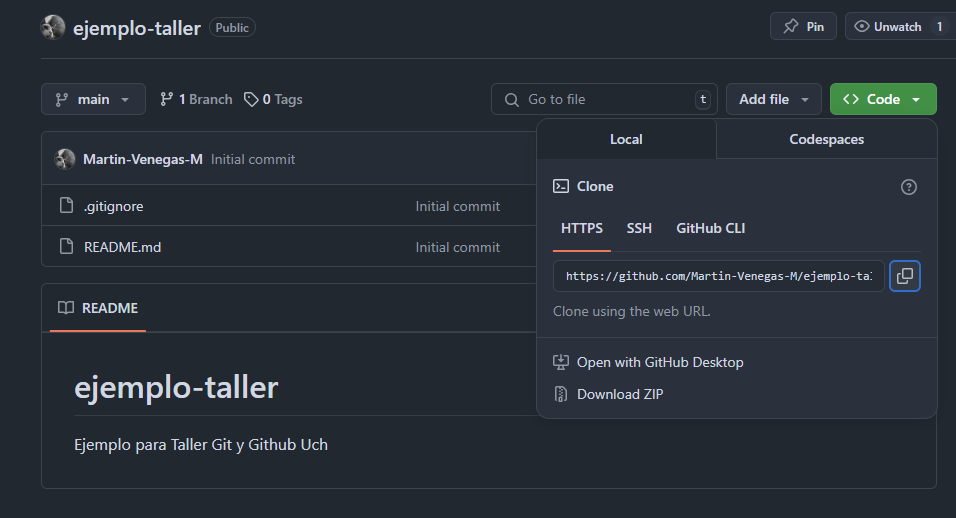 ejemplo-taller Public Pin Unwatch 1
main 1 Branch 0 Tags Go to file t Add file <> Code
Local Codespaces
Martin-Venegas-M Initial commit
Clone
.gitignore Initial commit
HTTPS SSH GitHub CLI
README.md Initial commit
https://github.com/Martin-Venegas-M/ejemplo-tal
Clone using the web URL.
README
Open with GitHub Desktop
Download ZIP
ejemplo-taller
Ejemplo para Taller Git y Github Uch